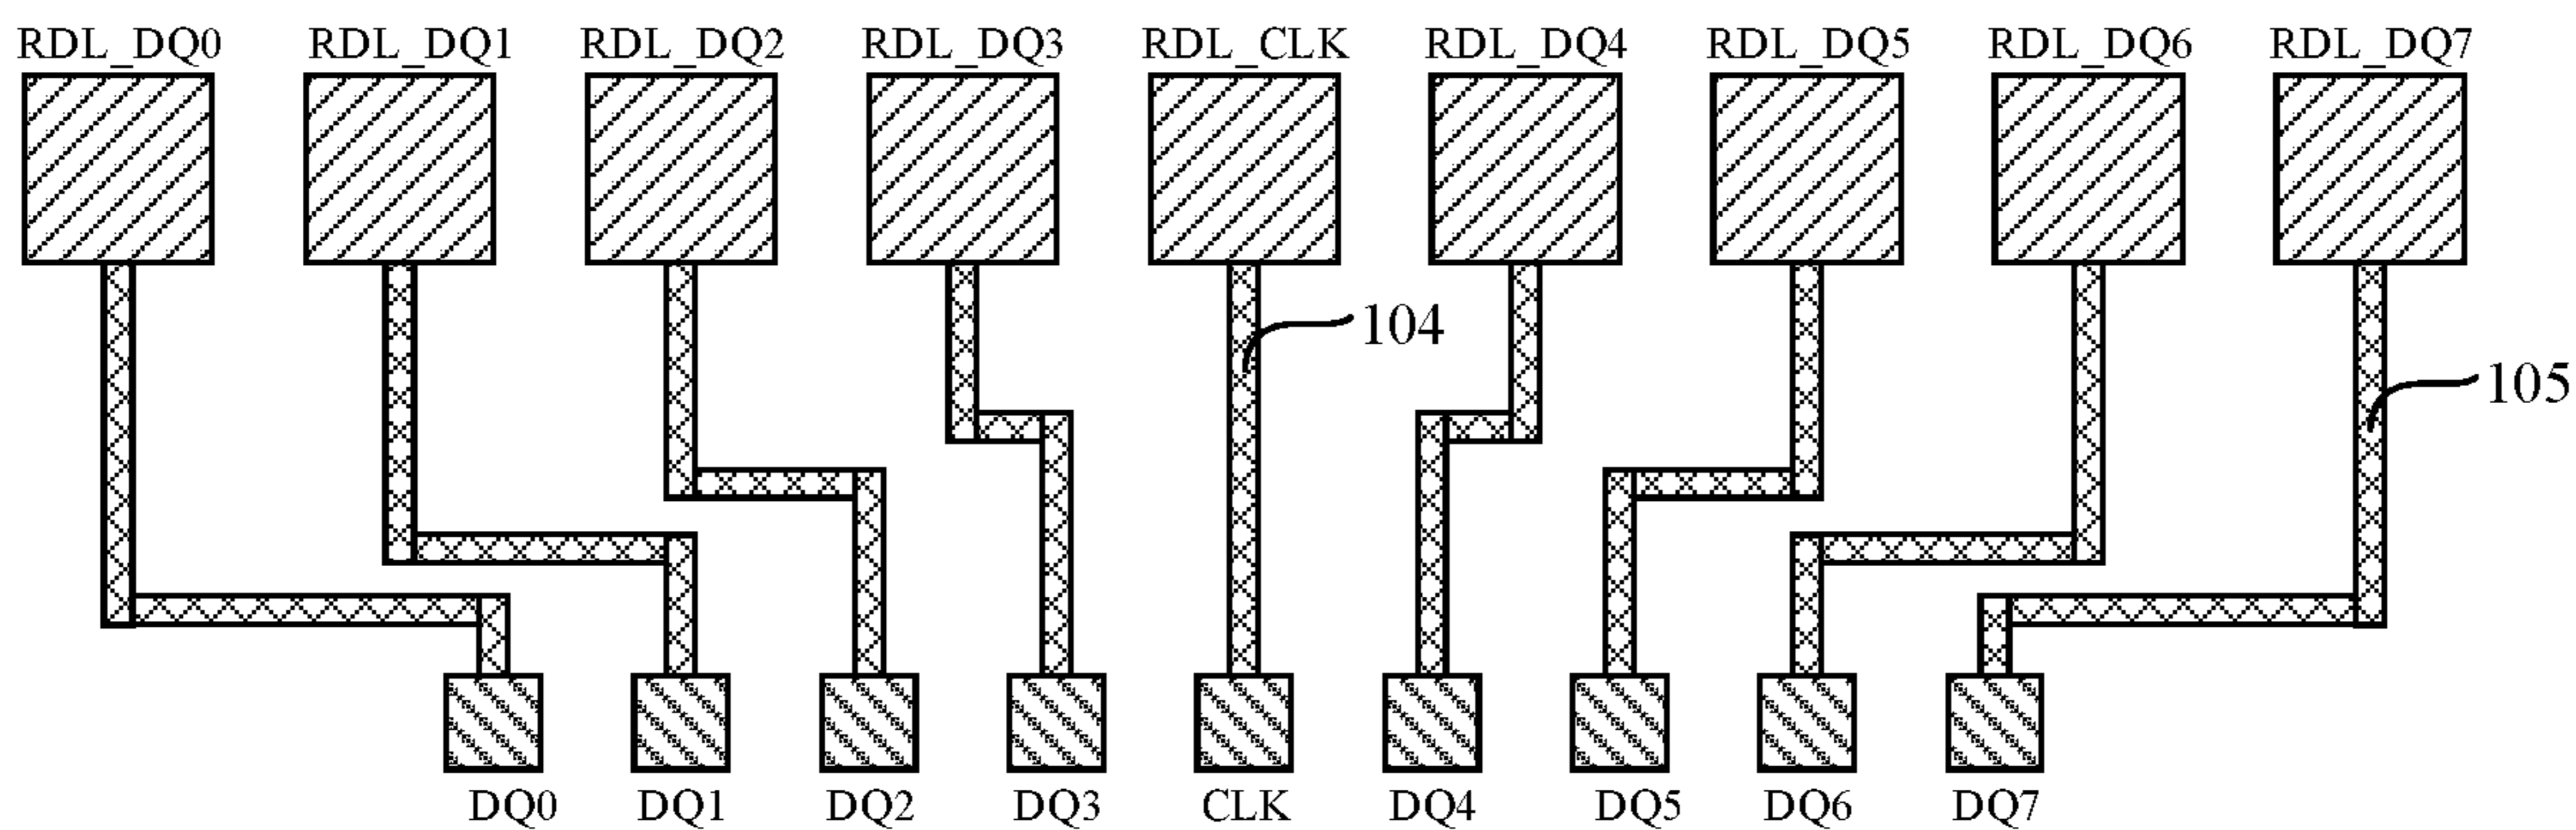 RDL_DQ0 RDL_DQ1 RDL_DQ2 RDL_DQ3 RDL_CLK RDL_DQ4 RDL_DQ5 RDL_DQ6 RDL_DQ7
104
105
DQ0 DQ1 DQ2 DQ3 CLK DQ4 DQ5 DQ6 DQ7